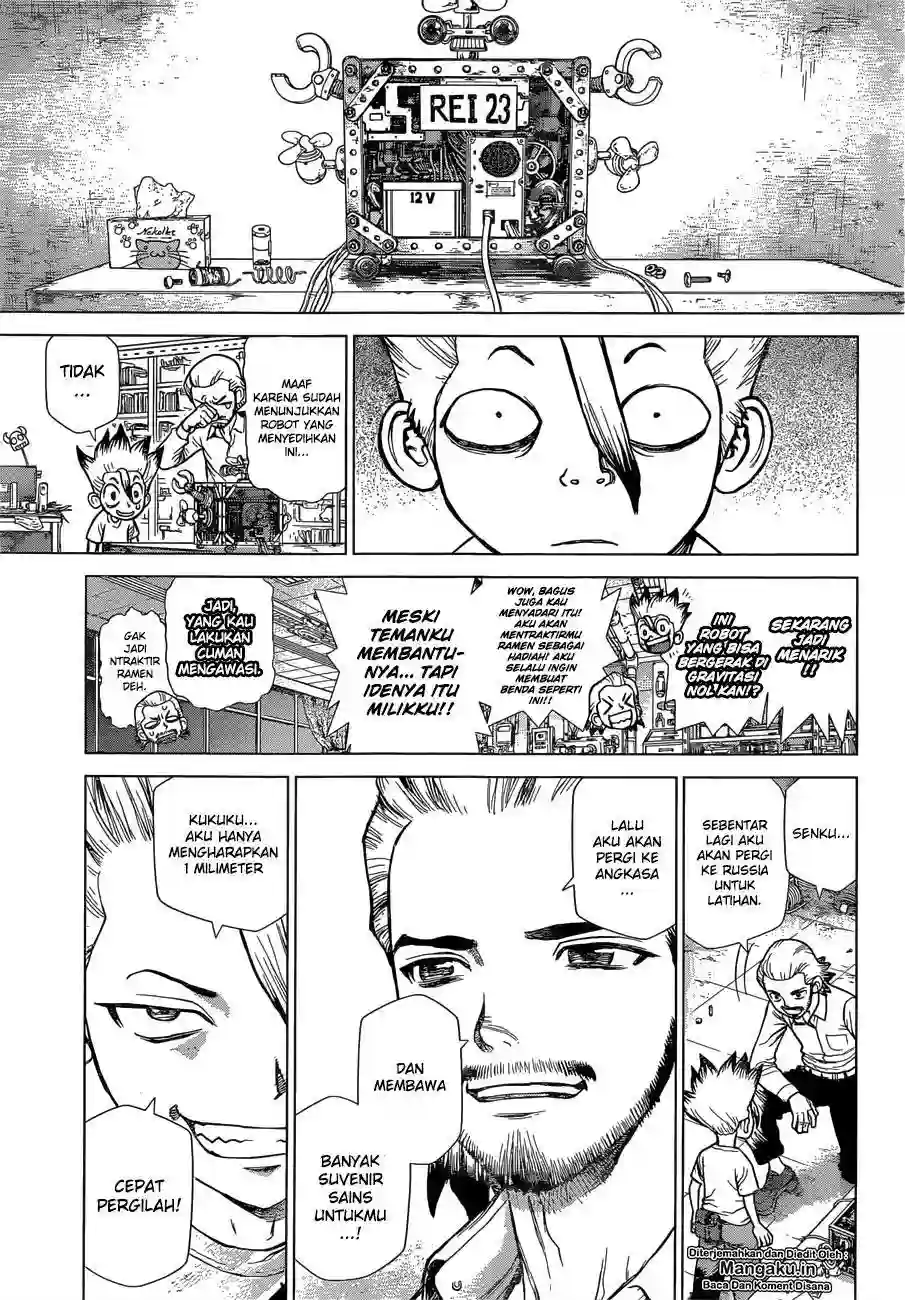 REI 23
12 V
Nekolke
MAAF
KARENA SUDAH
MENUNJUKKAN
ROBOT YANG
MENYEDIHKAN
INI...
TIDAK
...
SEKARANG
JADI
MENARIK
!!
INI
ROBOT
YANG BISA
BERGERAK DI
GRAVITASI
NOL 'KAN!?
WOW, BAGUS
JUGA KAU
MENYADARI ITU!
AKU AKAN
MENTRAKTIRMU
RAMEN SEBAGAI
HADIAH! AKU
SELALU INGIN
MEMBUAT
BENDA SEPERTI
INI!!
MESKI
TEMANKU
MEMBANTU-
NYA... TAPI
IDENYA ITU
MILIKKU!!
JADI,
YANG KAU
LAKUKAN
CUMAN
MENGAWASI.
GAK
JADI
NTRAKTIR
RAMEN
DEH.
SENKU...
SEBENTAR
LAGI AKU
AKAN PERGI
KE RUSSIA
UNTUK
LATIHAN.
LALU
AKU AKAN
PERGI KE
ANGKASA
...
DAN
MEMBAWA
BANYAK
SUVENIR
SAINS
UNTUKMU
...!
KUKUKU...
AKU HANYA
MENGHARAPKAN
1 MILIMETER
CEPAT
PERGILAH!
Diterjemahkan dan Diedit Oleh :
Mangaku.in
Baca Dan Koment Disana